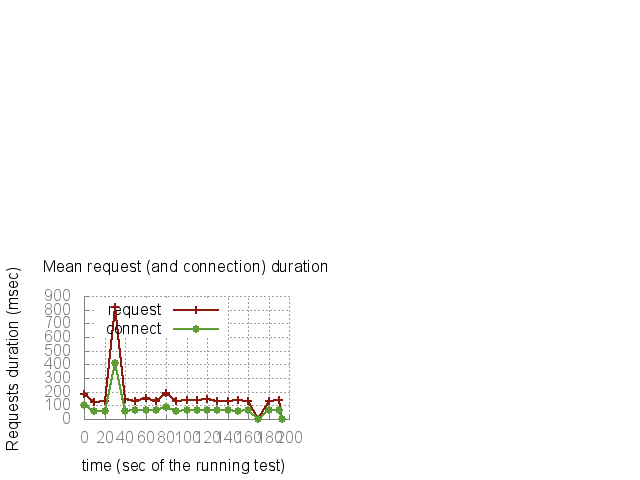 Mean request (and connection) duration
Requests duration (msec)
900
800
700
600
500
400
300
200
100
0
request
connect
0 20 40 60 80 100 120 140 160 180 200
time (sec of the running test)